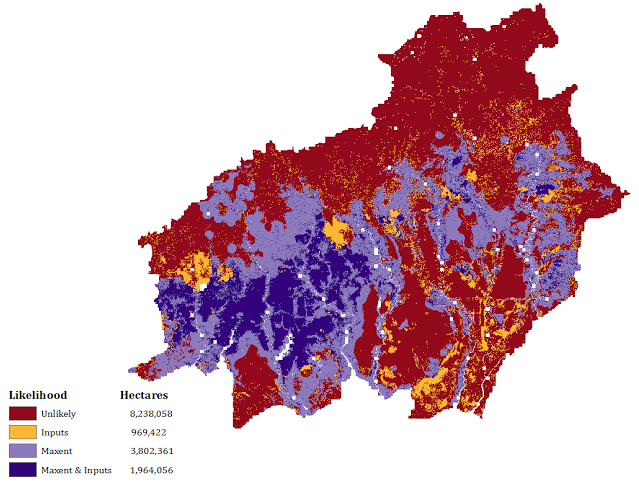 Likelihood Hectares
Unlikely 8,238,058
Inputs 969,422
Maxent 3,802,361
Maxent & Inputs 1,964,056